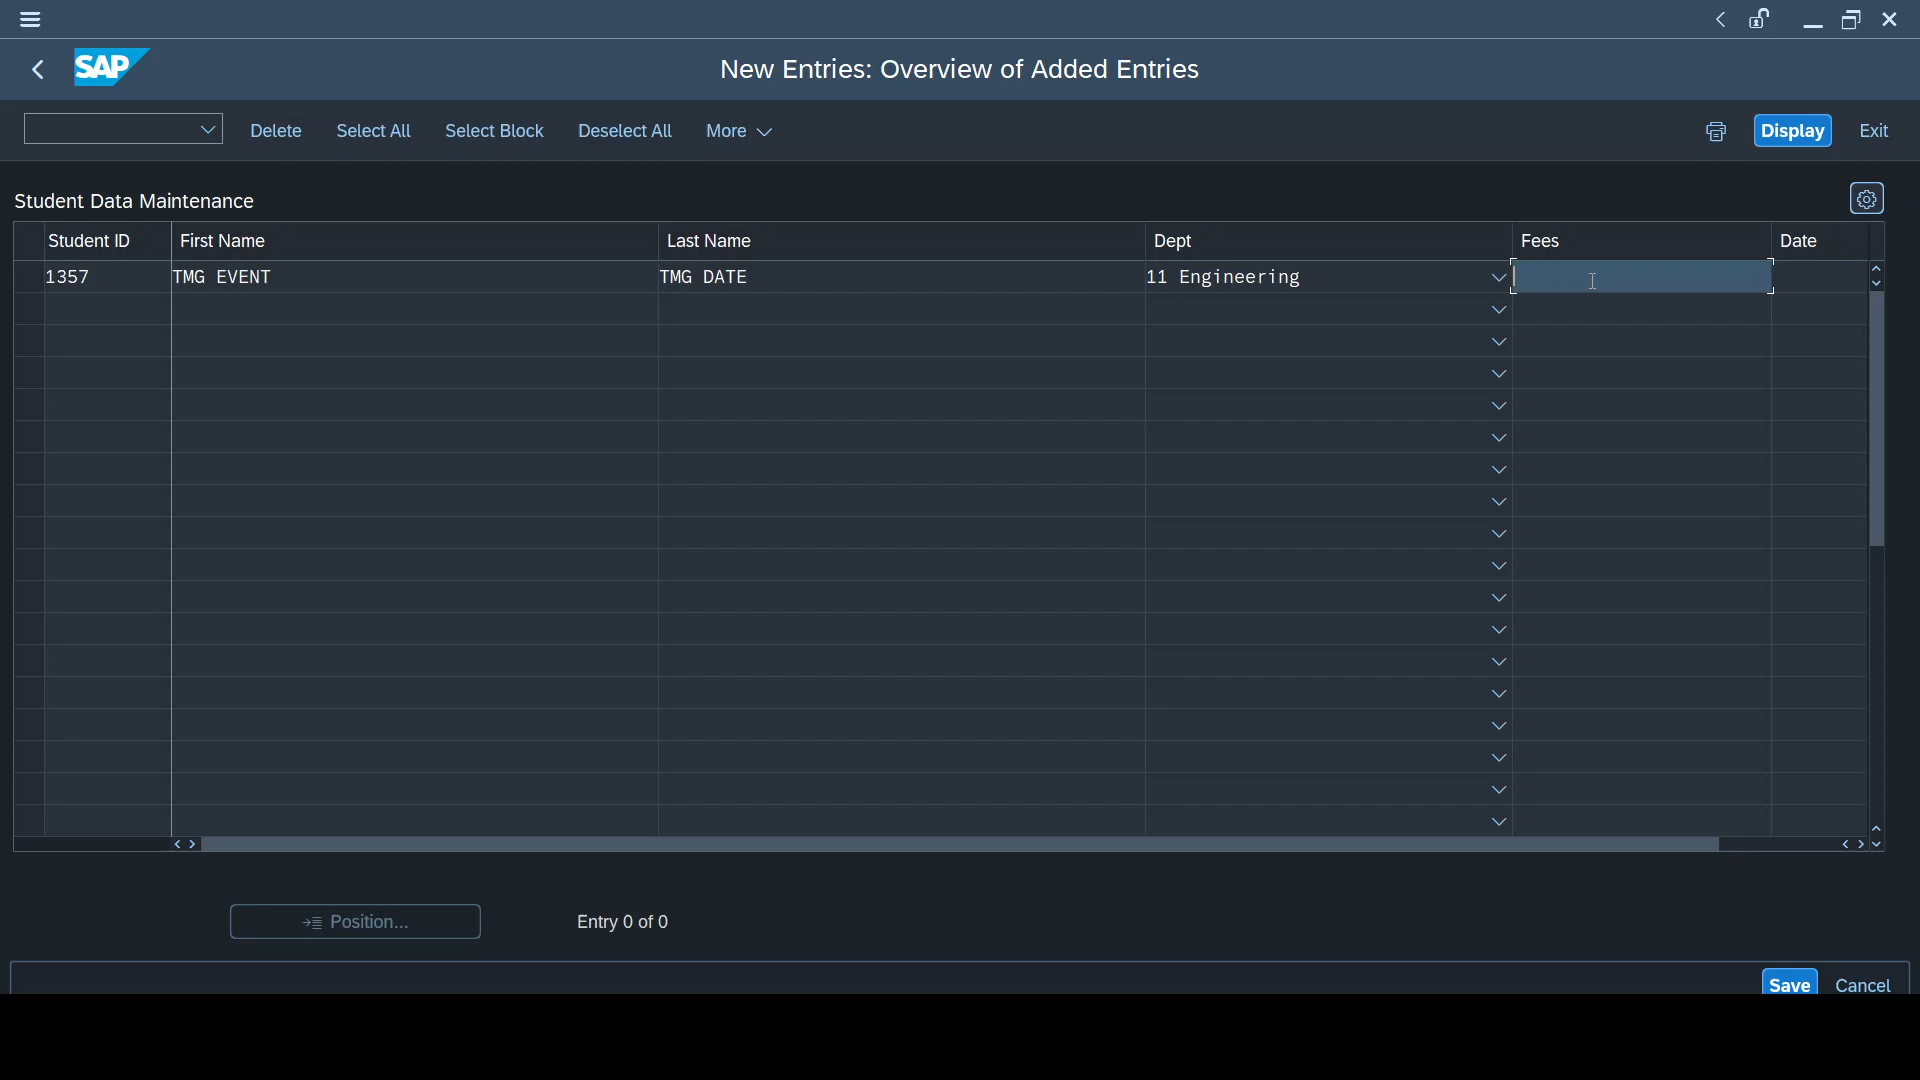 SAP
New Entries: Overview of Added Entries
Delete Select All Select Block Deselect All More Display Exit
Student Data Maintenance
Student ID First Name Last Name Dept Fees Date
1357 TMG EVENT TMG DATE 11 Engineering
Position... Entry 0 of 0
Save Cancel